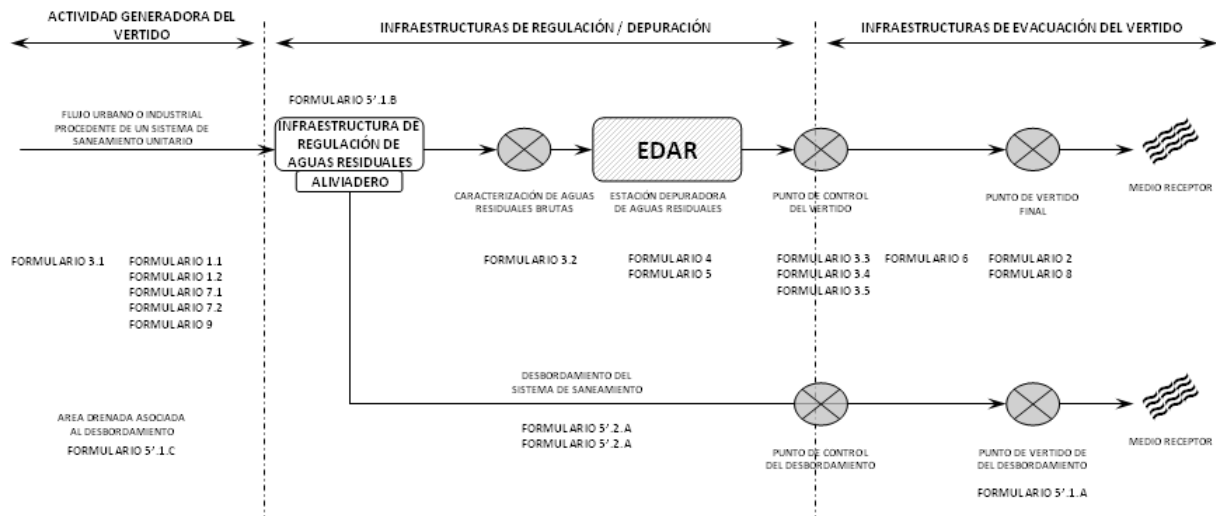 ACTIVIDAD GENERADORA DEL
VERTIDO
INFRAESTRUCTURAS DE REGULACIÓN / DEPURACIÓN
INFRAESTRUCTURAS DE EVACUACIÓN DEL VERTIDO
FLUJO URBANO O INDUSTRIAL
PROCEDENTE DE UN SISTEMA DE
SANEAMIENTO UNITARIO
FORMULARIO 5’.1.B
INFRAESTRUCTURA DE
REGULACIÓN DE
AGUAS RESIDUALES
ALIVIADERO
CARACTERIZACIÓN DE AGUAS
RESIDUALES BRUTAS
EDAR
ESTACIÓN DEPURADORA
DE AGUAS RESIDUALES
PUNTO DE CONTROL
DEL VERTIDO
PUNTO DE VERTIDO
FINAL
MEDIO RECEPTOR
FORMULARIO 3.1
FORMULARIO 1.1
FORMULARIO 1.2
FORMULARIO 7.1
FORMULARIO 7.2
FORMULARIO 9
FORMULARIO 3.2
FORMULARIO 4
FORMULARIO 5
FORMULARIO 3.3
FORMULARIO 3.4
FORMULARIO 3.5
FORMULARIO 6
FORMULARIO 2
FORMULARIO 8
AREA DRENADA ASOCIADA
AL DESBORDAMIENTO
FORMULARIO 5’.1.C
DESBORDAMIENTO DEL
SISTEMA DE SANEAMIENTO
FORMULARIO 5’.2.A
FORMULARIO 5’.2.A
PUNTO DE CONTROL
DEL DESBORDAMIENTO
PUNTO DE VERTIDO DE
DEL DESBORDAMIENTO
FORMULARIO 5’.1.A
MEDIO RECEPTOR